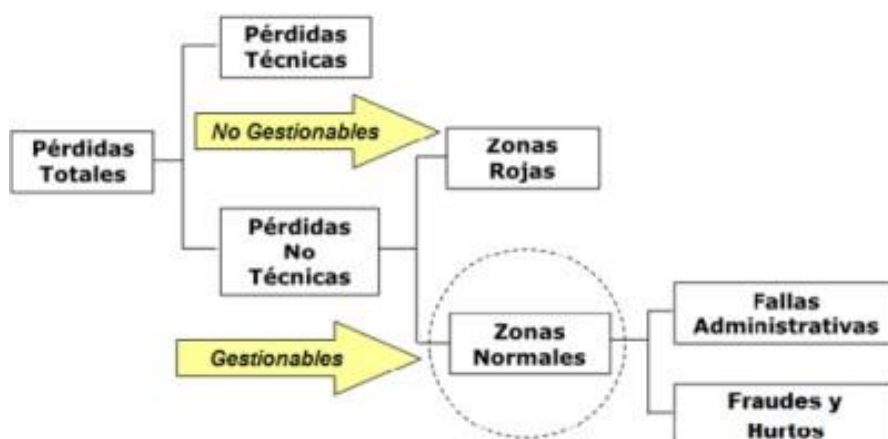 Pérdidas
Técnicas
No Gestionables
Pérdidas
Totales
Zonas
Rojas
Pérdidas
No
Técnicas
Gestionables
Zonas
Normales
Fallas
Administrativas
Fraudes y
Hurtos